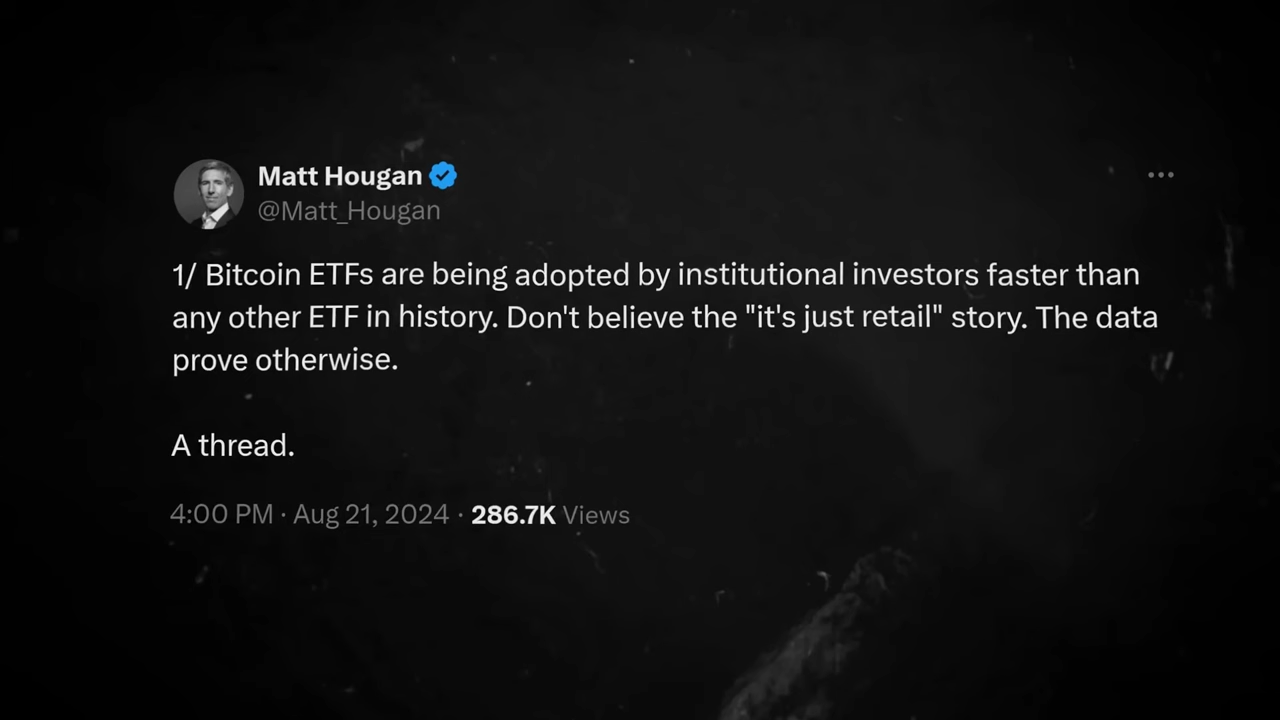 Matt Hougan
@Matt_Hougan
1/ Bitcoin ETFs are being adopted by institutional investors faster than
any other ETF in history. Don't believe the "it's just retail" story. The data
prove otherwise.
A thread.
4:00 PM · Aug 21, 2024 · 286.7K Views